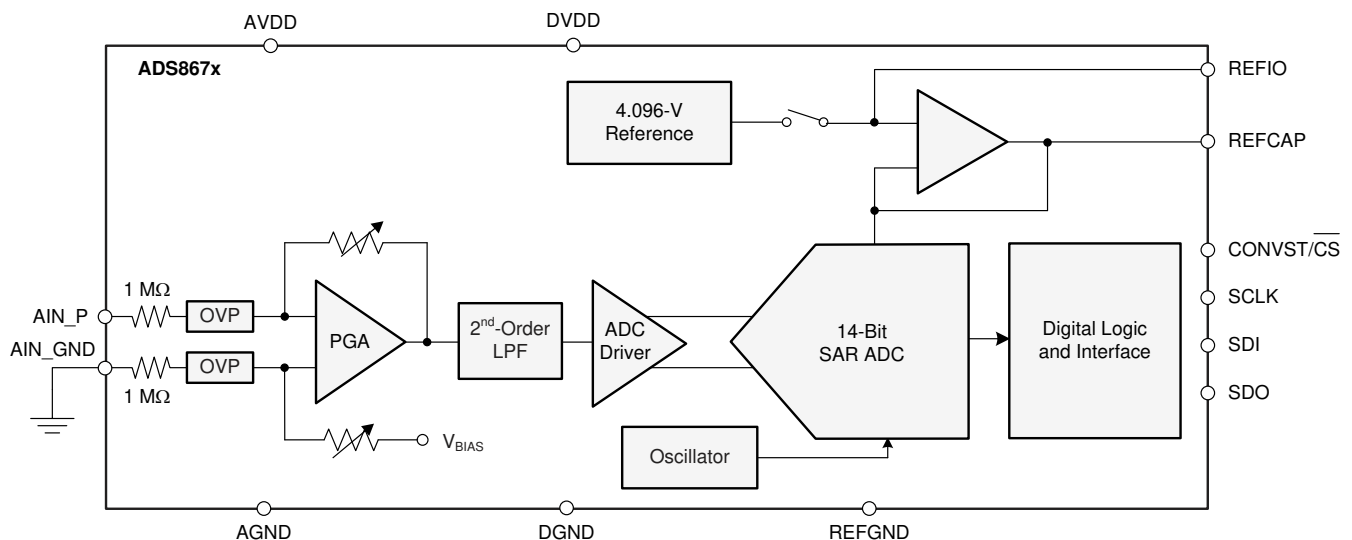 AVDD
DVDD
ADS867x
REFIO
4.096-V
Reference
REFCAP
CONVST/CS
1 MΩ
SCLK
AIN_P
OVP
2nd-Order
LPF
ADC
Driver
14-Bit
SAR ADC
Digital Logic
and Interface
PGA
AIN_GND
SDI
OVP
1 MΩ
SDO
VBIAS
Oscillator
AGND
DGND
REFGND